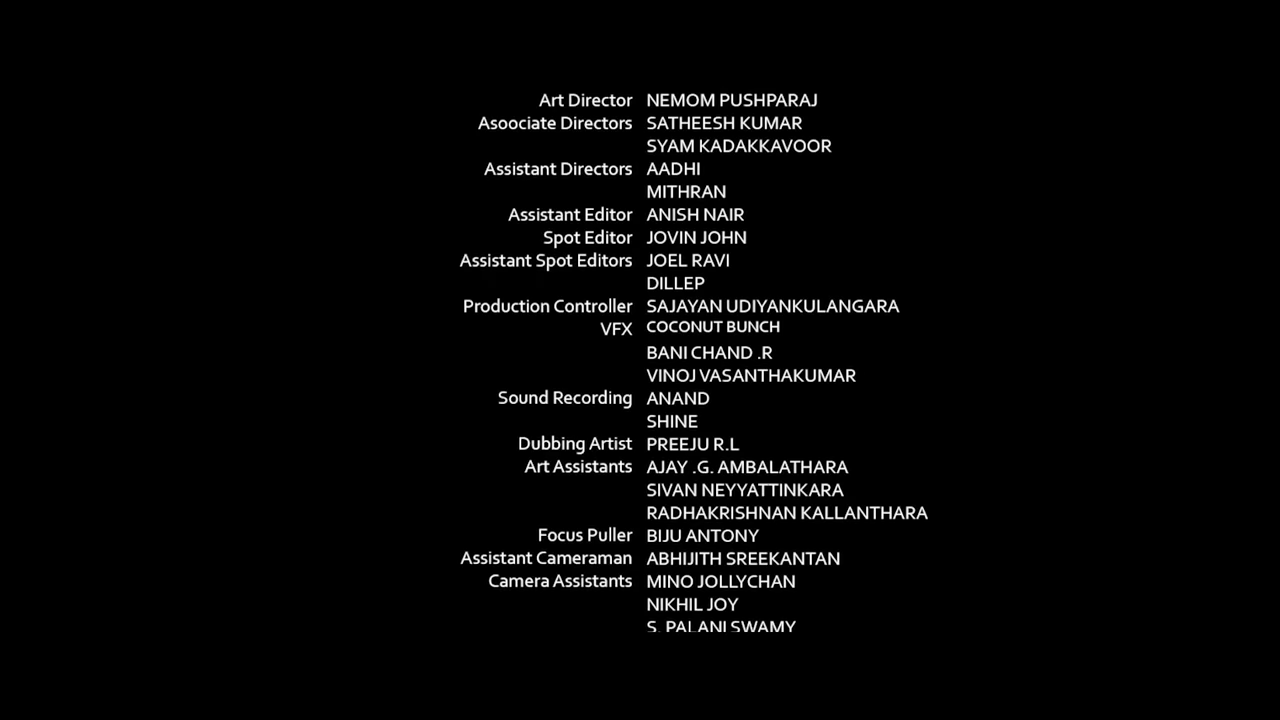 Art Director NEMOM PUSHPARAJ
Asoociate Directors SATHEESH KUMAR
SYAM KADAKKAVOOR
Assistant Directors AADHI
MITHRAN
Assistant Editor ANISH NAIR
Spot Editor JOVIN JOHN
Assistant Spot Editors JOEL RAVI
DILLEP
Production Controller SAJAYAN UDIYANKULANGARA
VFX COCONUT BUNCH
BANI CHAND .R
VINOJ VASANTHAKUMAR
Sound Recording ANAND
SHINE
Dubbing Artist PREEJU R.L
Art Assistants AJAY .G. AMBALATHARA
SIVAN NEYYATTINKARA
RADHAKRISHNAN KALLANTHARA
Focus Puller BIJU ANTONY
Assistant Cameraman ABHIJITH SREEKANTAN
Camera Assistants MINO JOLLYCHAN
NIKHIL JOY
S. PALANI SWAMY